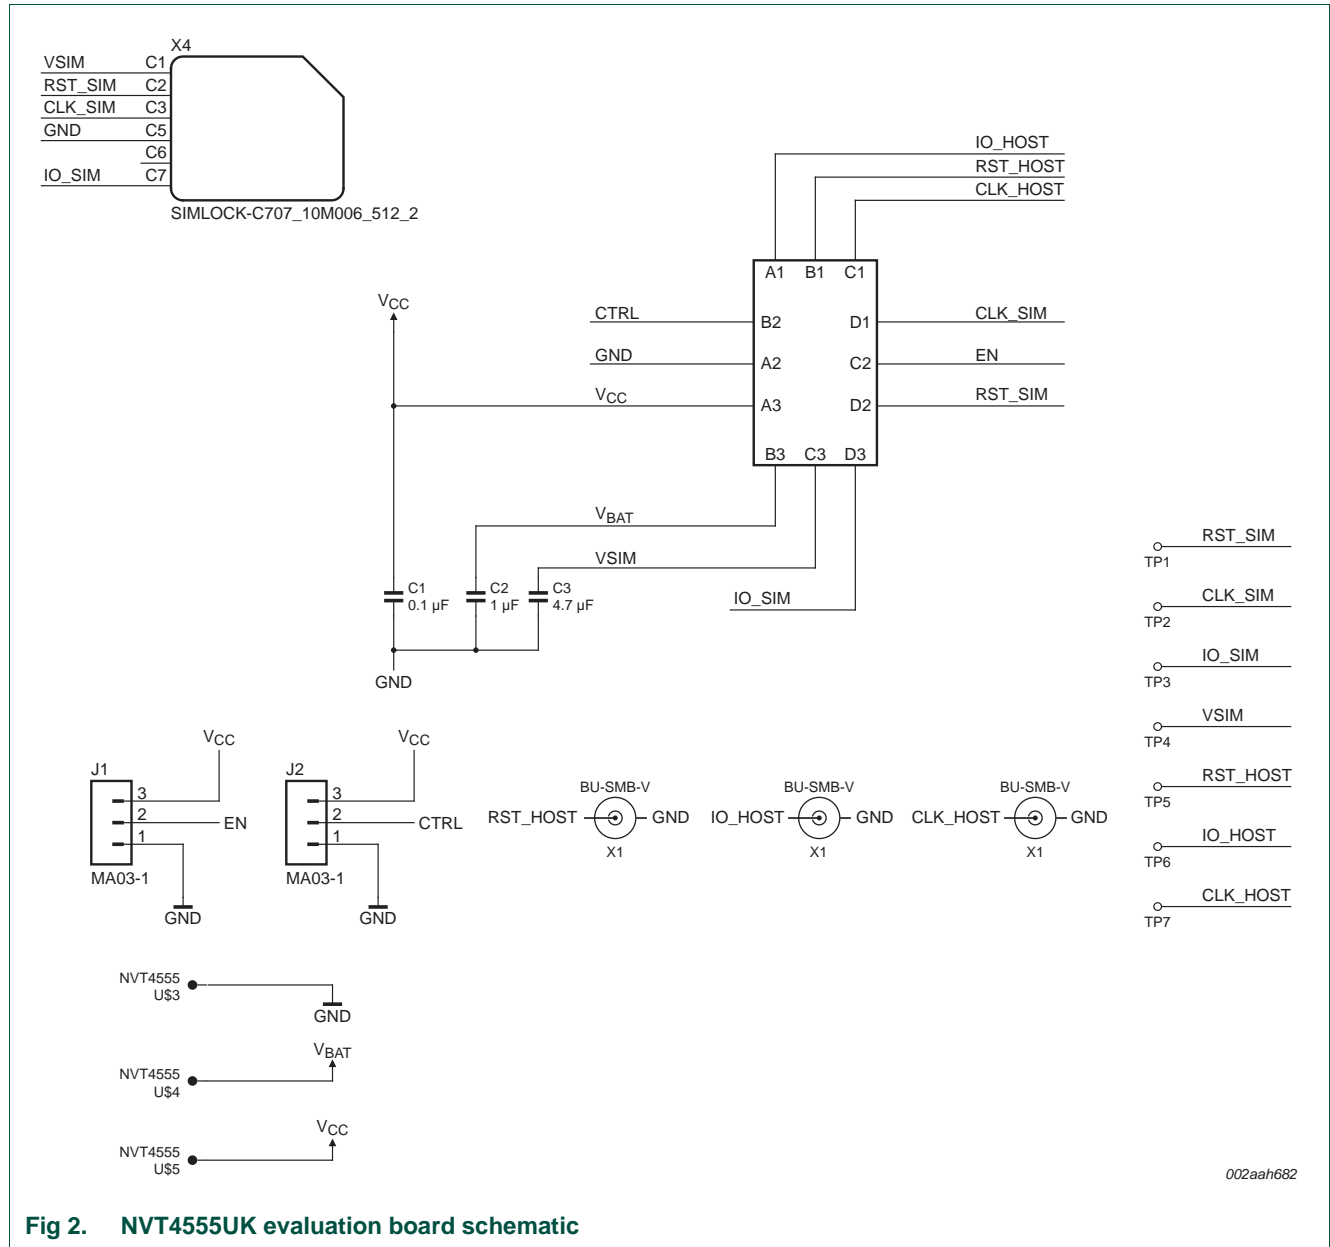 X4
VSIM C1
RST_SIM C2
CLK_SIM C3
GND C5
C6
IO_SIM C7
SIMLOCK-C707_10M006_512_2
IO_HOST
RST_HOST
CLK_HOST
A1 B1 C1
VCC
CTRL B2 D1 CLK_SIM
GND A2 C2 EN
VCC A3 D2 RST_SIM
B3 C3 D3
VBAT
VSIM
IO_SIM
C1
0.1 µF
C2
1 µF
C3
4.7 µF
GND
RST_SIM
TP1
CLK_SIM
TP2
IO_SIM
TP3
VSIM
TP4
RST_HOST
TP5
IO_HOST
TP6
CLK_HOST
TP7
VCC
J1
3
2 EN
1
MA03-1
GND
VCC
J2
3
2 CTRL
1
MA03-1
GND
BU-SMB-V
RST_HOST GND
X1
BU-SMB-V
IO_HOST GND
X1
BU-SMB-V
CLK_HOST GND
X1
NVT4555
U$3
GND
VBAT
NVT4555
U$4
VCC
NVT4555
U$5
002aah682
Fig 2. NVT4555UK evaluation board schematic